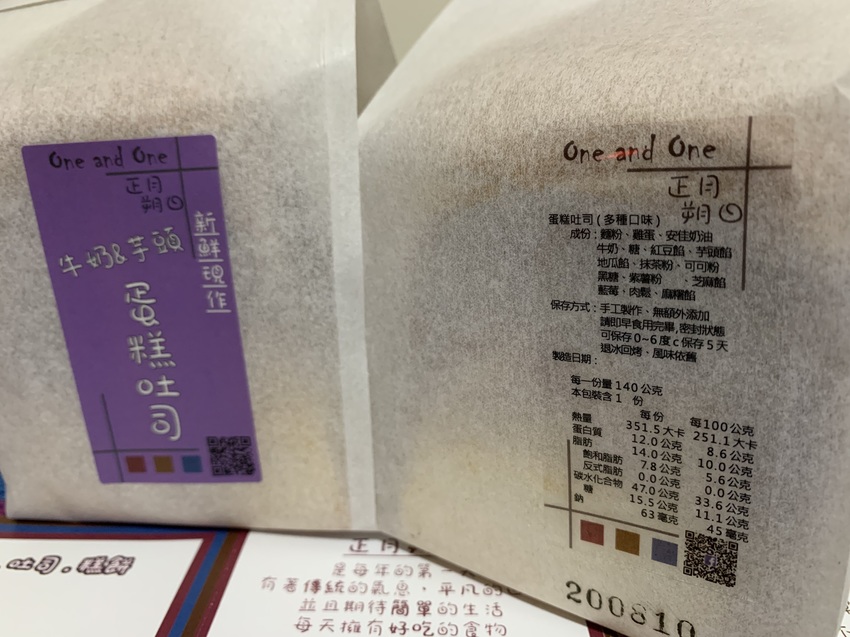 One and One
正月
朔日
新鮮現作
牛奶&芋頭
蛋糕吐司
One and One
正月
朔日
蛋糕吐司(多種口味)
成份:麵粉、雞蛋、安佳奶油
牛奶、糖、紅豆餡、芋頭餡
地瓜餡、抹茶粉、可可粉
黑糖、紫薯粉、芝麻餡
藍莓、肉鬆、麻糬餡
保存方式:手工製作、無額外添加
請即早食用完畢,密封狀態
可保存0~6度c保存5天
退冰回烤、風味依舊
製造日期:
每一份量140公克
本包裝含1 份
每份 每100公克
熱量 351.5大卡 251.1大卡
蛋白質 12.0公克 8.6公克
脂肪 14.0公克 10.0公克
飽和脂肪 7.8公克 5.6公克
反式脂肪 0.0公克 0.0公克
碳水化合物 47.0公克 33.6公克
糖 15.5公克 11.1公克
鈉 63毫克 45毫克
200810
吐司。糕餅
正月
是每年的第一
有著傳統的氣息,平凡的
並且期待簡單的生活
每天擁有好吃的食物